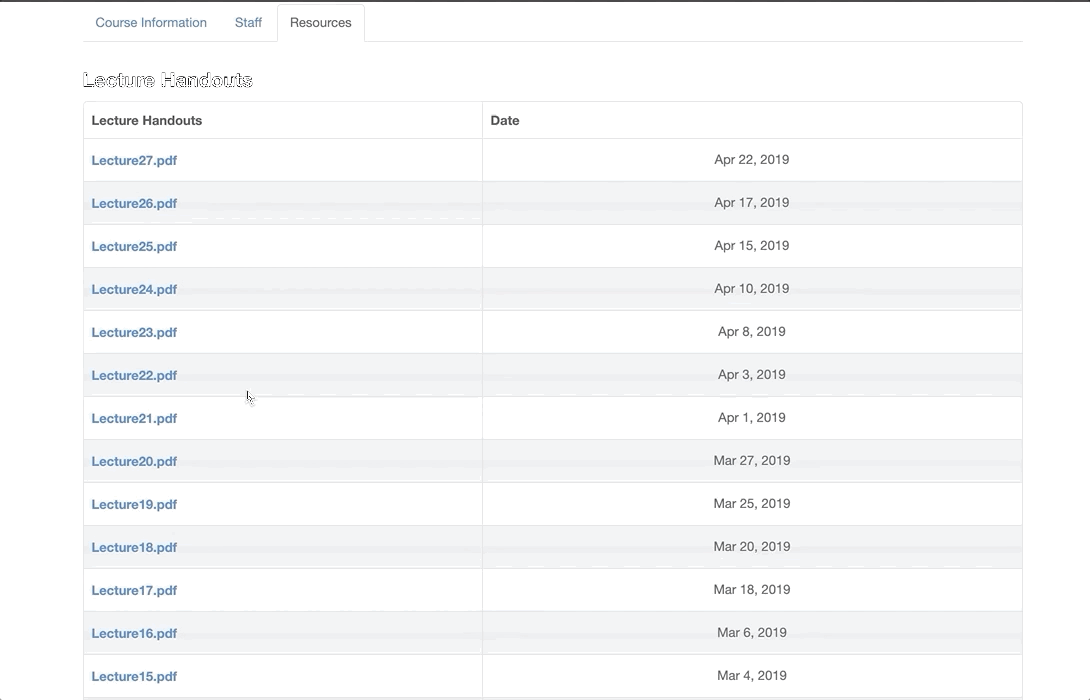 Course Information Staff Resources
Lecture Handouts
Lecture Handouts Date
Lecture27.pdf Apr 22, 2019
Lecture26.pdf Apr 17, 2019
Lecture25.pdf Apr 15, 2019
Lecture24.pdf Apr 10, 2019
Lecture23.pdf Apr 8, 2019
Lecture22.pdf Apr 3, 2019
Lecture21.pdf Apr 1, 2019
Lecture20.pdf Mar 27, 2019
Lecture19.pdf Mar 25, 2019
Lecture18.pdf Mar 20, 2019
Lecture17.pdf Mar 18, 2019
Lecture16.pdf Mar 6, 2019
Lecture15.pdf Mar 4, 2019